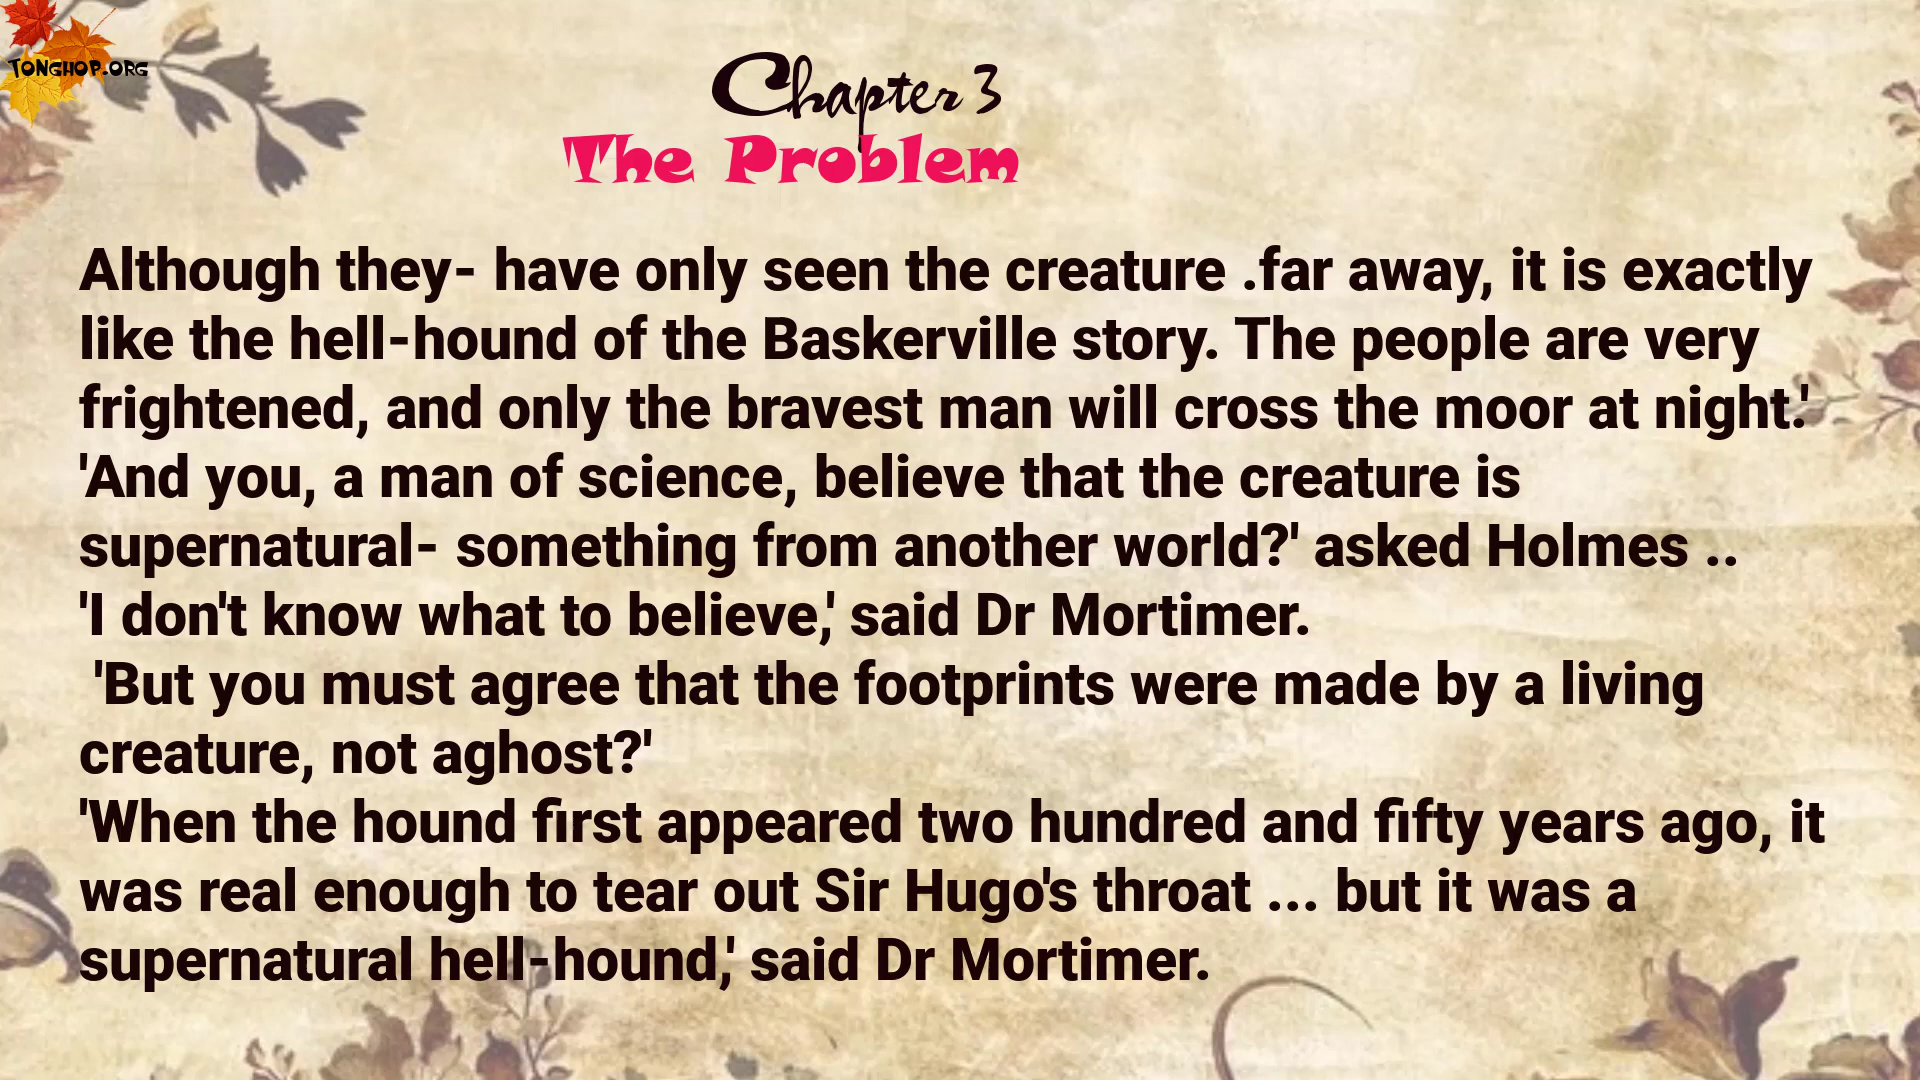 TONGHOP.ORG
Chapter 3
The Problem
Although they- have only seen the creature .far away, it is exactly
like the hell-hound of the Baskerville story. The people are very
frightened, and only the bravest man will cross the moor at night.'
'And you, a man of science, believe that the creature is
supernatural- something from another world?' asked Holmes ..
'I don't know what to believe,' said Dr Mortimer.
'But you must agree that the footprints were made by a living
creature, not aghost?'
'When the hound first appeared two hundred and fifty years ago, it
was real enough to tear out Sir Hugo's throat ... but it was a
supernatural hell-hound,' said Dr Mortimer.